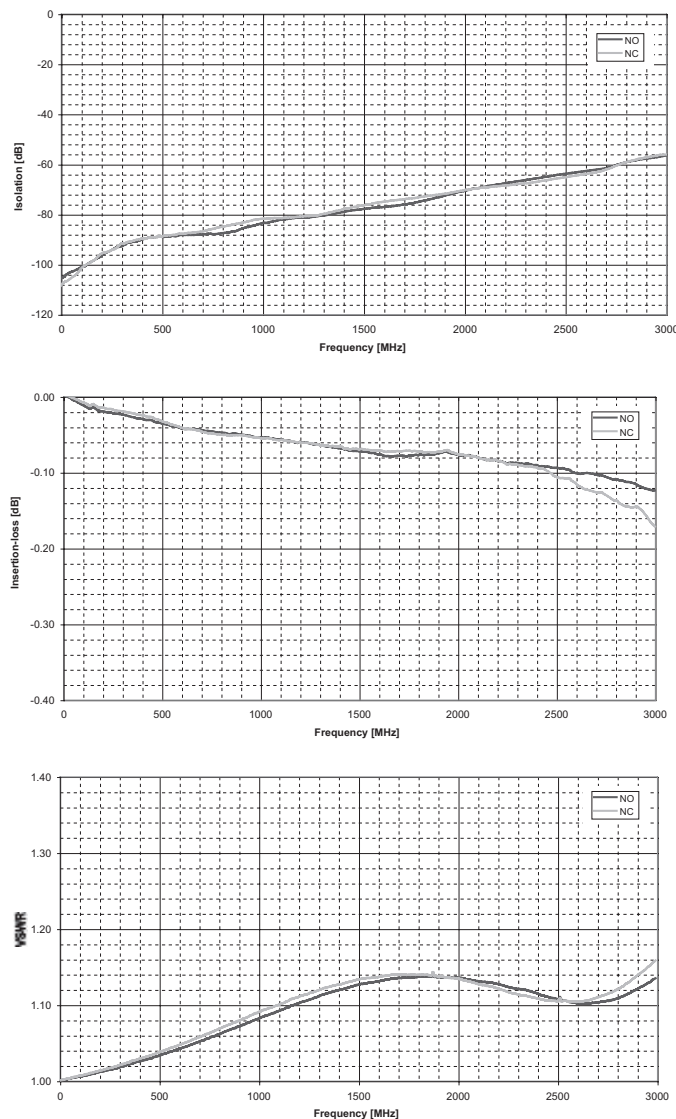 0
-20
-40
-60
-80
-100
-120
Isolation [dB]
NO
NC
0 500 1000 1500 2000 2500 3000
Frequency [MHz]
0.00
-0.10
-0.20
-0.30
-0.40
Insertion-loss [dB]
NO
NC
0 500 1000 1500 2000 2500 3000
Frequency [MHz]
1.40
1.30
1.20
1.10
1.00
VSWR
NO
NC
0 500 1000 1500 2000 2500 3000
Frequency [MHz]